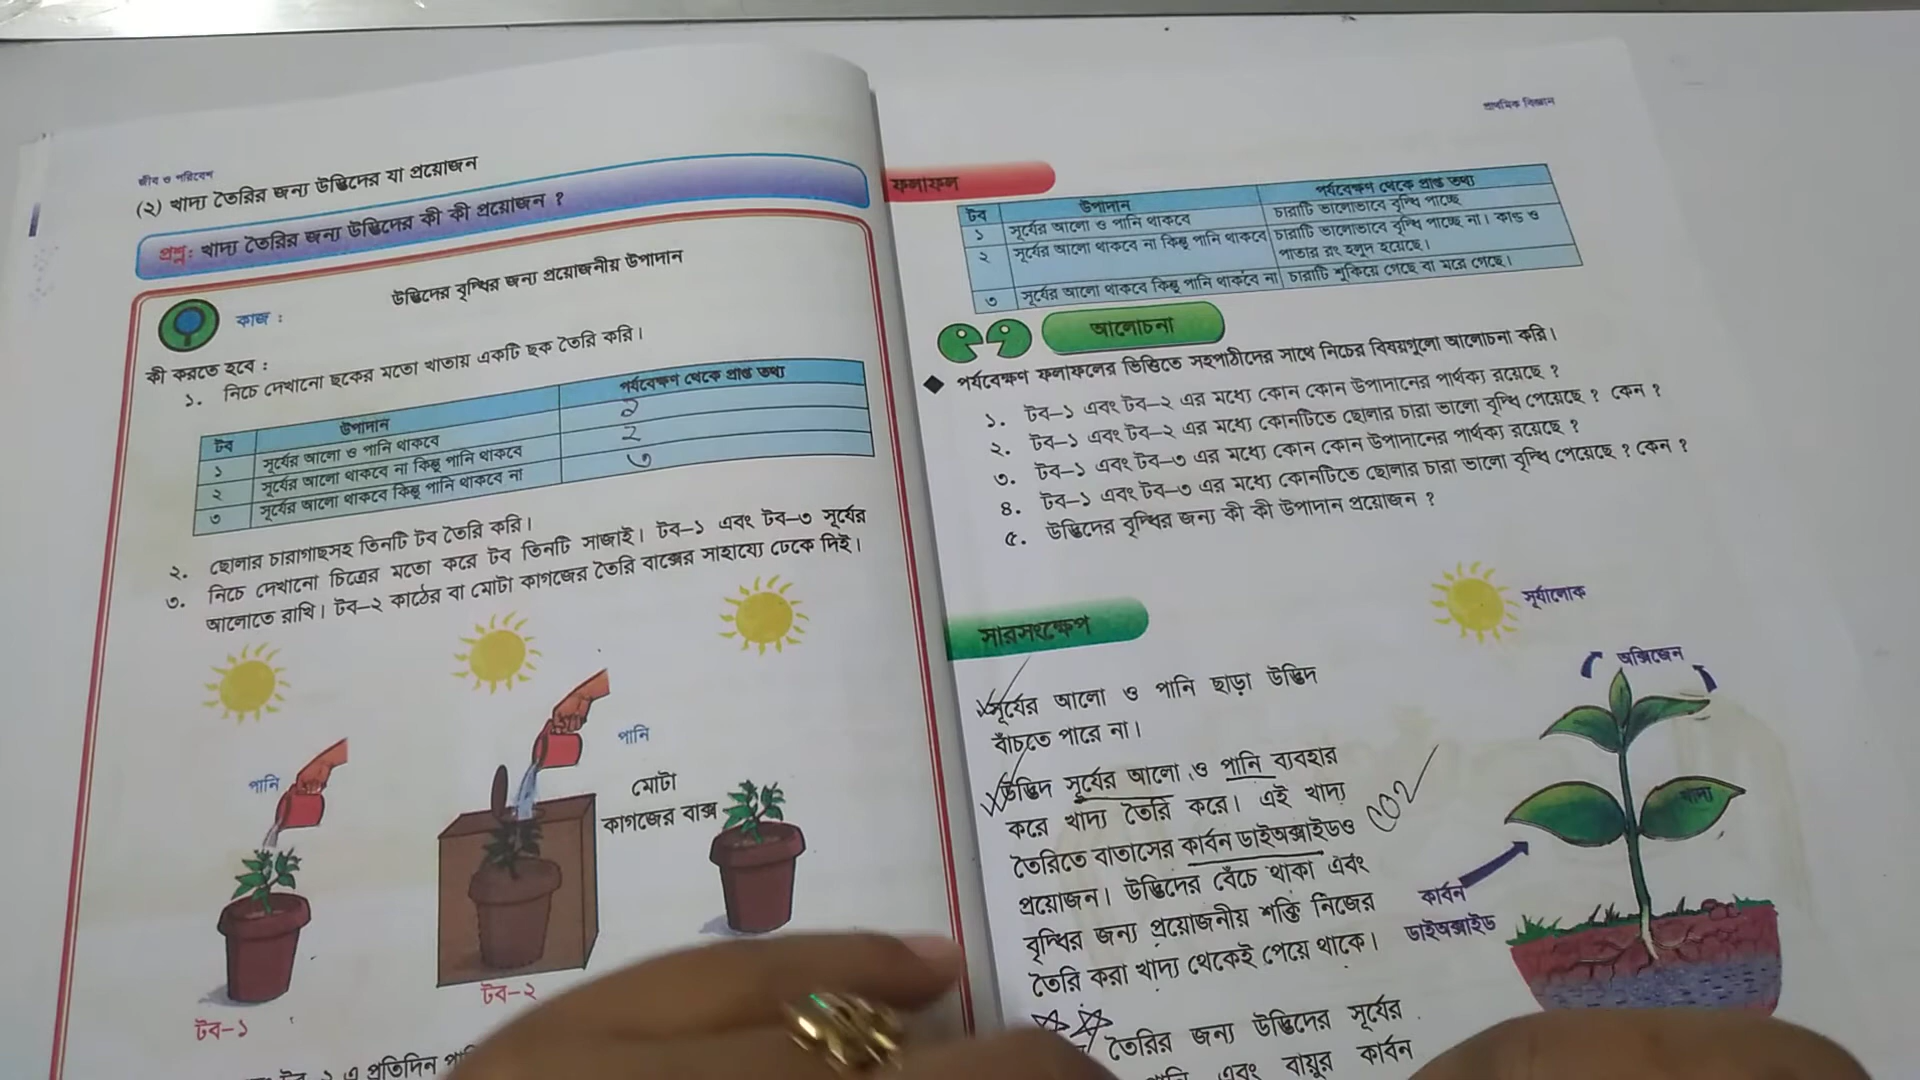 জীব ও পরিবেশ
(২) খাদ্য তৈরির জন্য উদ্ভিদের যা প্রয়োজন
প্রশ্ন: খাদ্য তৈরির জন্য উদ্ভিদের কী কী প্রয়োজন ?
উদ্ভিদের বৃদ্ধির জন্য প্রয়োজনীয় উপাদান
কাজ :
কী করতে হবে :
১. নিচে দেখানো ছকের মতো খাতায় একটি ছক তৈরি করি।
টব উপাদান পর্যবেক্ষণ থেকে প্রাপ্ত তথ্য
১ সূর্যের আলো ও পানি থাকবে ১
২ সূর্যের আলো থাকবে না কিন্তু পানি থাকবে ২
৩ সূর্যের আলো থাকবে কিন্তু পানি থাকবে না ৩
২. ছোলার চারাগাছসহ তিনটি টব তৈরি করি।
৩. নিচে দেখানো চিত্রের মতো করে টব তিনটি সাজাই। টব–১ এবং টব–৩ সূর্যের
আলোতে রাখি। টব–২ কাঠের বা মোটা কাগজের তৈরি বাক্সের সাহায্যে ঢেকে দিই।
পানি
পানি
মোটা
কাগজের বাক্স
টব–১
টব–২
এ প্রতিদিন
প্রাথমিক বিজ্ঞান
ফলাফল
টব উপাদান পর্যবেক্ষণ থেকে প্রাপ্ত তথ্য
১ সূর্যের আলো ও পানি থাকবে চারাটি ভালোভাবে বৃদ্ধি পাচ্ছে
২ সূর্যের আলো থাকবে না কিন্তু পানি থাকবে চারাটি ভালোভাবে বৃদ্ধি পাচ্ছে না। কান্ড ও
পাতার রং হলুদ হয়েছে।
৩ সূর্যের আলো থাকবে কিন্তু পানি থাকবে না চারাটি শুকিয়ে গেছে বা মরে গেছে।
আলোচনা
পর্যবেক্ষণ ফলাফলের ভিত্তিতে সহপাঠীদের সাথে নিচের বিষয়গুলো আলোচনা করি।
১. টব–১ এবং টব–২ এর মধ্যে কোন কোন উপাদানের পার্থক্য রয়েছে ?
২. টব–১ এবং টব–২ এর মধ্যে কোনটিতে ছোলার চারা ভালো বৃদ্ধি পেয়েছে ? কেন ?
৩. টব–১ এবং টব–৩ এর মধ্যে কোন কোন উপাদানের পার্থক্য রয়েছে ?
৪. টব–১ এবং টব–৩ এর মধ্যে কোনটিতে ছোলার চারা ভালো বৃদ্ধি পেয়েছে ? কেন ?
৫. উদ্ভিদের বৃদ্ধির জন্য কী কী উপাদান প্রয়োজন ?
সারসংক্ষেপ
সূর্যের আলো ও পানি ছাড়া উদ্ভিদ
বাঁচতে পারে না।
উদ্ভিদ সূর্যের আলো ও পানি ব্যবহার
করে খাদ্য তৈরি করে। এই খাদ্য
তৈরিতে বাতাসের কার্বন ডাইঅক্সাইডও
প্রয়োজন। উদ্ভিদের বেঁচে থাকা এবং
বৃদ্ধির জন্য প্রয়োজনীয় শক্তি নিজের
তৈরি করা খাদ্য থেকেই পেয়ে থাকে।
তৈরির জন্য উদ্ভিদের সূর্যের
এবং বায়ুর কার্বন
CO2
সূর্যালোক
অক্সিজেন
খাদ্য
কার্বন
ডাইঅক্সাইড